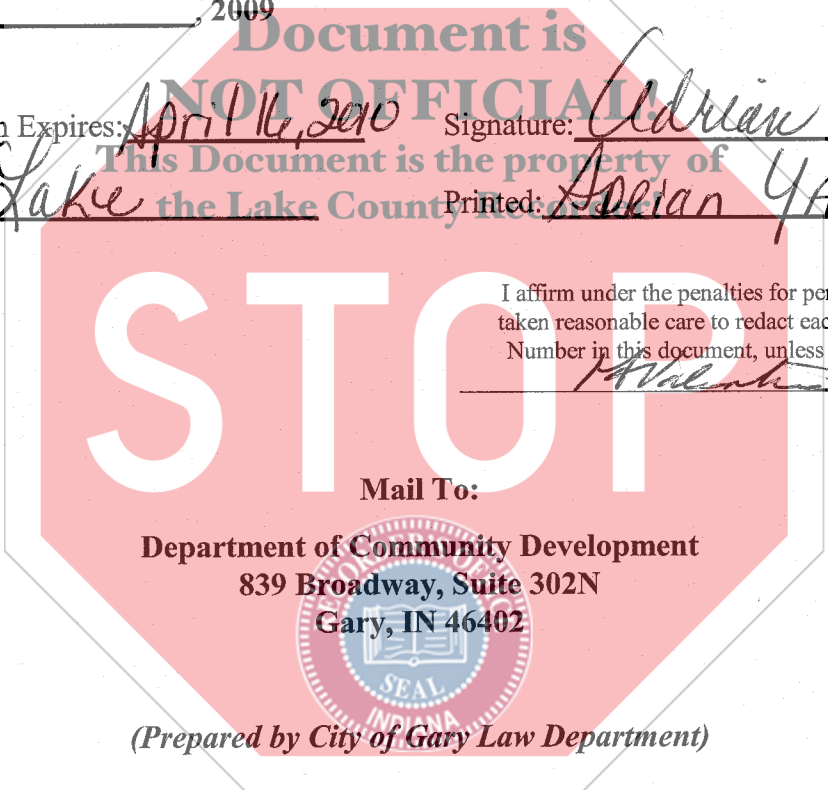 , 2009
Document is
NOT OFFICIAL!
n Expires: April 16, 2010 Signature: Adrian
This Document is the property of
Lake Printed: Adrian
the Lake County Recorder!
I affirm under the penalties for per
taken reasonable care to redact eac
Number in this document, unless
STOP
Mail To:
Department of Community Development
839 Broadway, Suite 302N
Gary, IN 46402
SEAL
INDIANA
(Prepared by City of Gary Law Department)